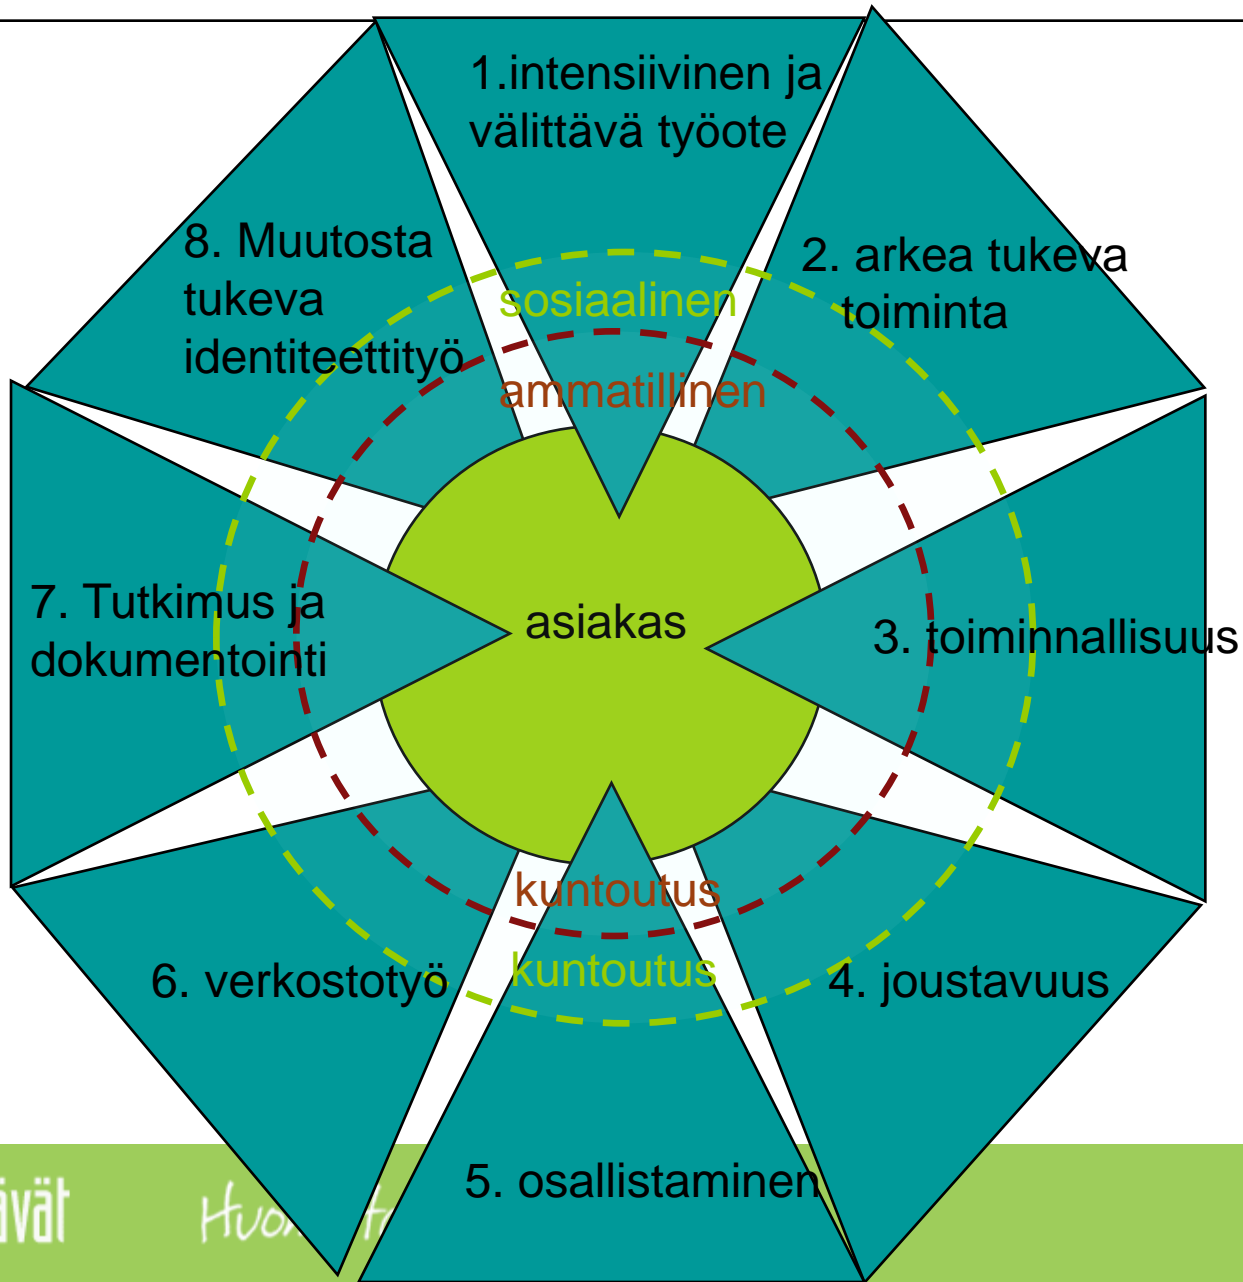 1.intensiivinen ja
välittävä työote
2. arkea tukeva
toiminta
8. Muutosta
tukeva
identiteettityö
sosiaalinen
ammatillinen
7. Tutkimus ja
dokumentointi
asiakas
3. toiminnallisuus
kuntoutus
kuntoutus
6. verkostotyö
4. joustavuus
5. osallistaminen